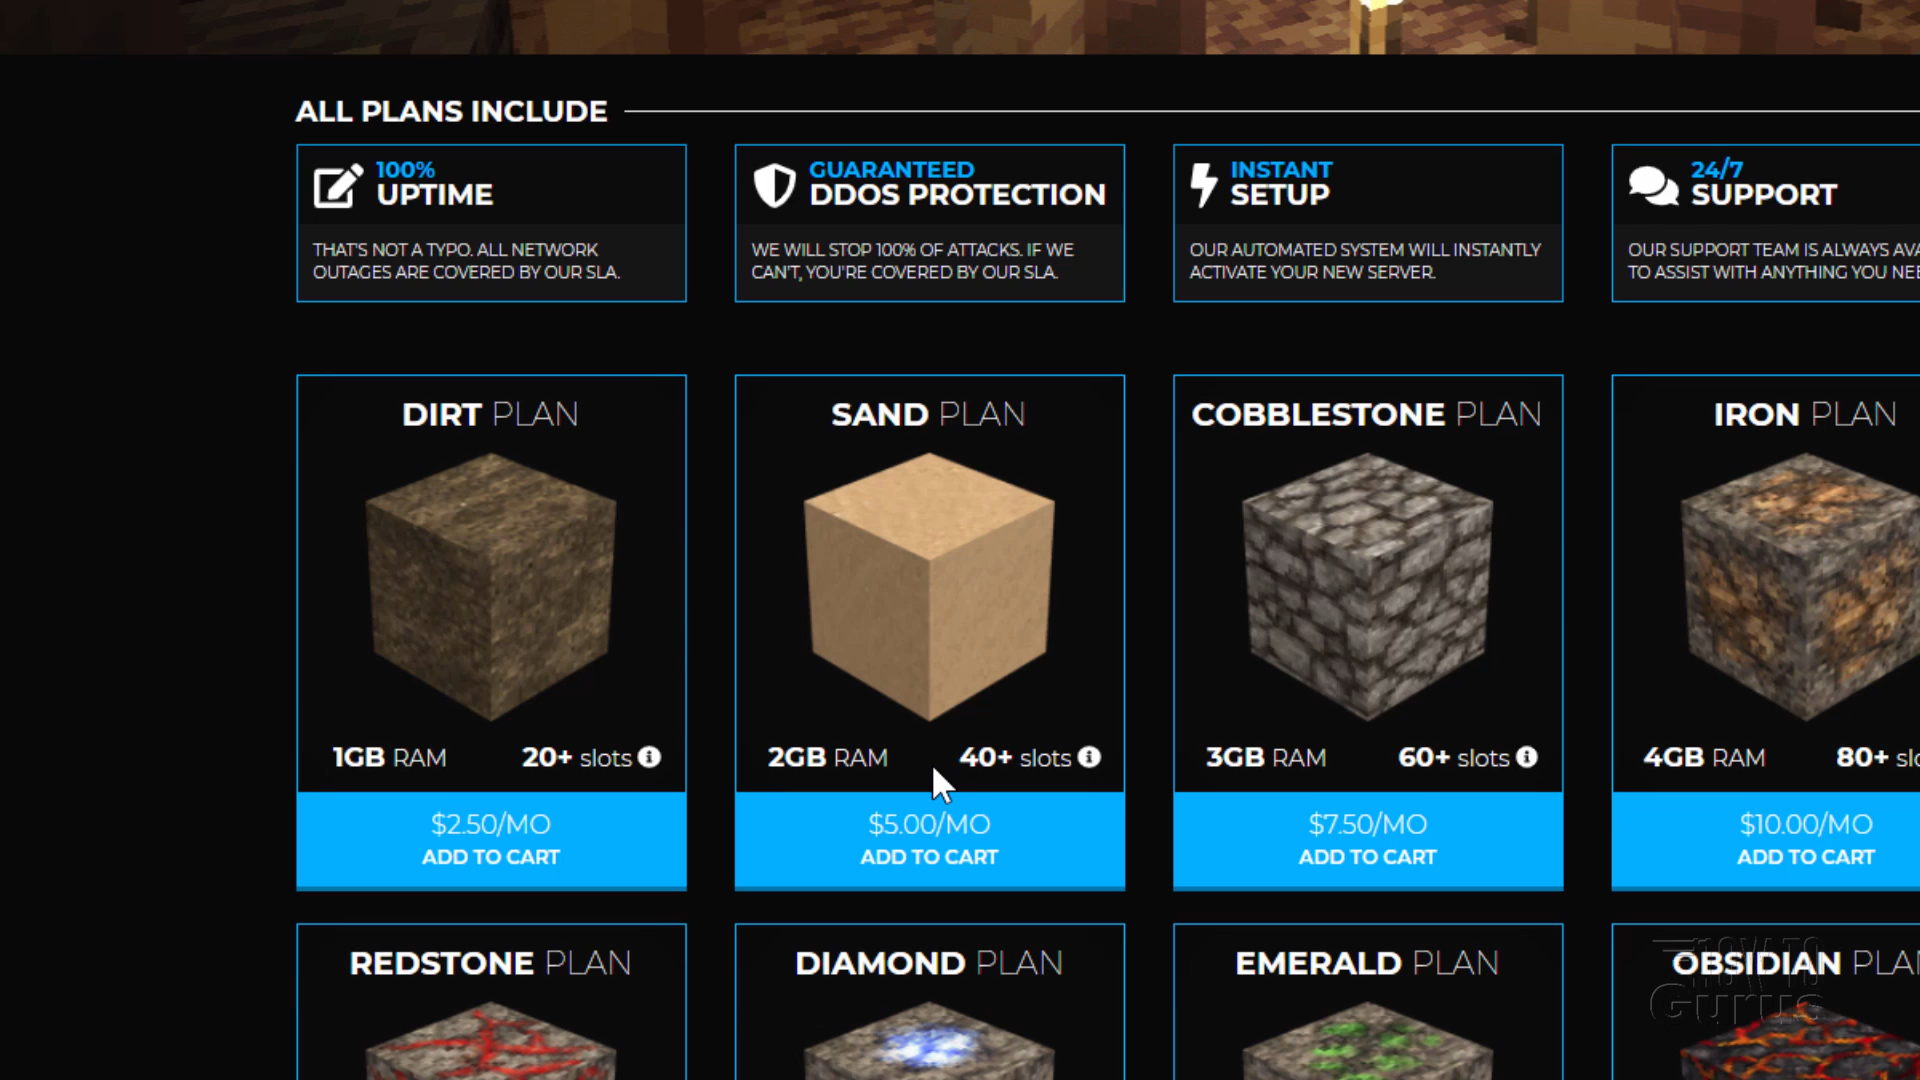 ALL PLANS INCLUDE
100%
UPTIME
THAT'S NOT A TYPO. ALL NETWORK
OUTAGES ARE COVERED BY OUR SLA.
GUARANTEED
DDOS PROTECTION
WE WILL STOP 100% OF ATTACKS. IF WE
CAN'T, YOU'RE COVERED BY OUR SLA.
INSTANT
SETUP
OUR AUTOMATED SYSTEM WILL INSTANTLY
ACTIVATE YOUR NEW SERVER.
24/7
SUPPORT
OUR SUPPORT TEAM IS ALWAYS
TO ASSIST WITH ANYTHING YOU
DIRT PLAN
1GB RAM 20+ slots
$2.50/MO
ADD TO CART
SAND PLAN
2GB RAM 40+ slots
$5.00/MO
ADD TO CART
COBBLESTONE PLAN
3GB RAM 60+ slots
$7.50/MO
ADD TO CART
IRON PLAN
4GB RAM 80+
$10.00/MO
ADD TO CART
REDSTONE PLAN
DIAMOND PLAN
EMERALD PLAN
OBSIDIAN PLAN
HOW TO
Gurus